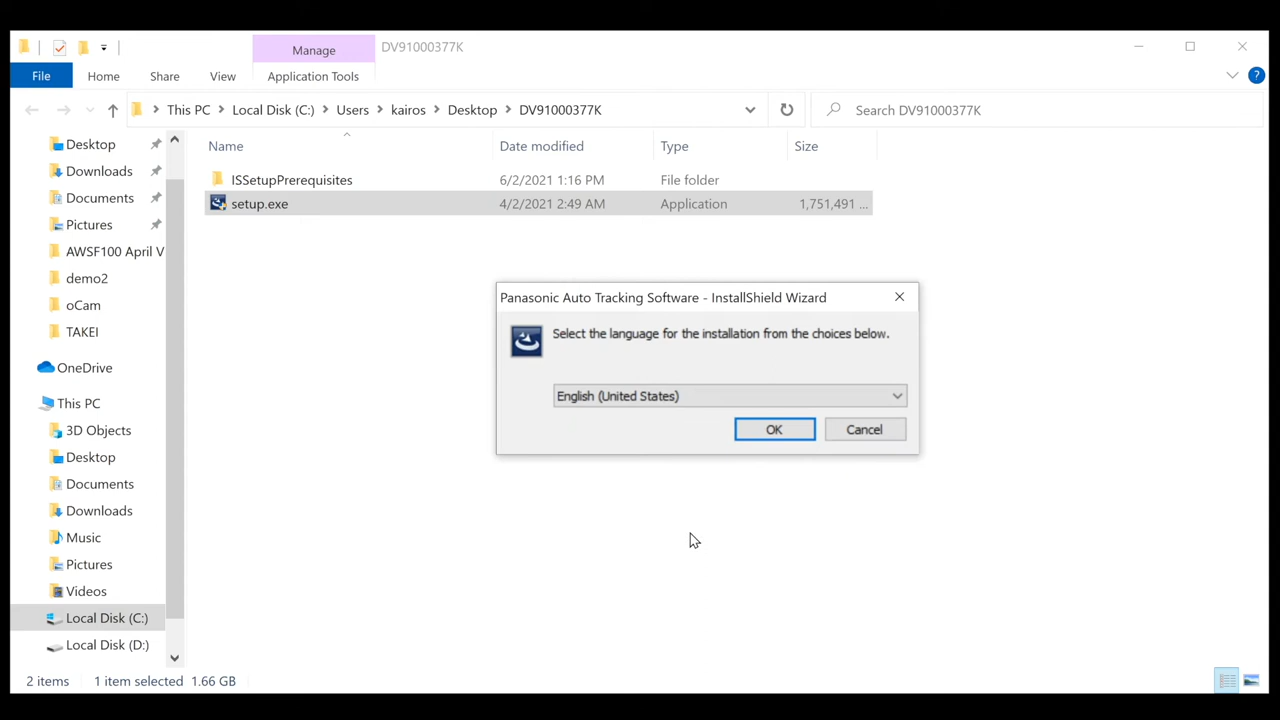 Manage
DV91000377K
File
Home
Share
View
Application Tools
This PC
Local Disk (C:)
Users
kairos
Desktop
DV91000377K
Search DV91000377K
Name
Date modified
Type
Size
ISSetupPrerequisites
6/2/2021 1:16 PM
File folder
setup.exe
4/2/2021 2:49 AM
Application
1,751,491 ...
Desktop
Downloads
Documents
Pictures
AWSF100 April V
demo2
oCam
TAKEI
OneDrive
This PC
3D Objects
Desktop
Documents
Downloads
Music
Pictures
Videos
Local Disk (C:)
Local Disk (D:)
Panasonic Auto Tracking Software - InstallShield Wizard
Select the language for the installation from the choices below.
English (United States)
OK
Cancel
2 items
1 item selected
1.66 GB